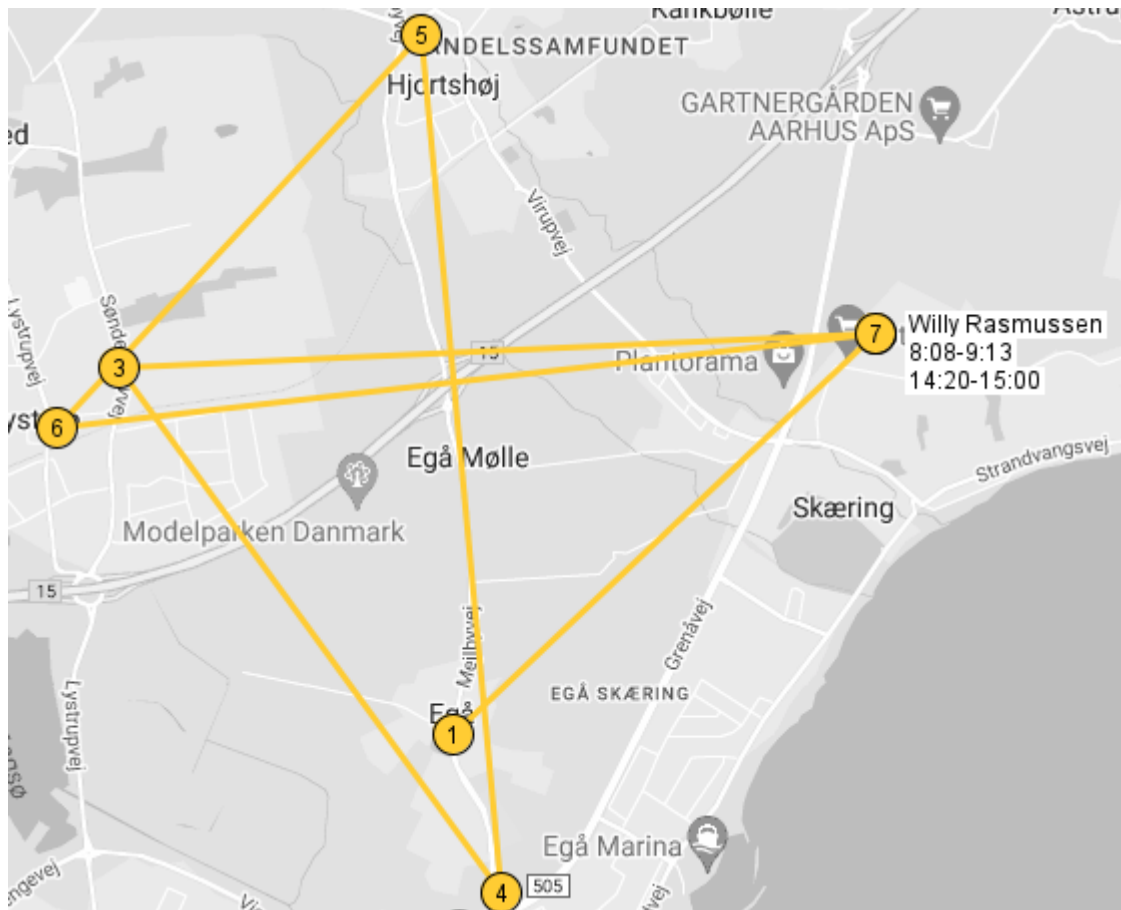 Kankbølle
5
ANDELSSAMFUNDET
Hjortshøj
GARTNERGÅRDEN
AARHUS ApS
Virupvej
Lystrupvej
3
15
Plantorama
7
Willy Rasmussen
8:08-9:13
14:20-15:00
6
Egå Mølle
Strandvangsvej
Skæring
Modelparken Danmark
15
Mejlbyvej
Grenåvej
EGÅ SKÆRING
Egå
1
Lystrupvej
Egå Marina
4
505